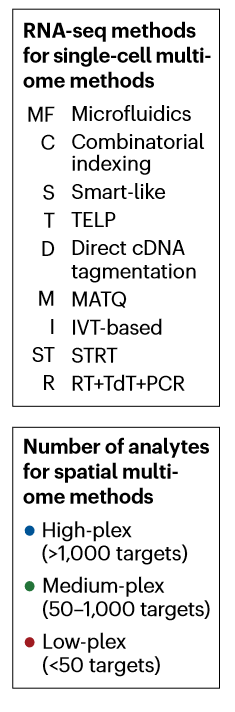 RNA-seq methods
for single-cell multi-
ome methods
MF Microfluidics
C Combinatorial
indexing
S Smart-like
T TELP
D Direct cDNA
tagmentation
M MATQ
I IVT-based
ST STRT
R RT+TdT+PCR
Number of analytes
for spatial multi-
ome methods
High-plex
(>1,000 targets)
Medium-plex
(50–1,000 targets)
Low-plex
(<50 targets)